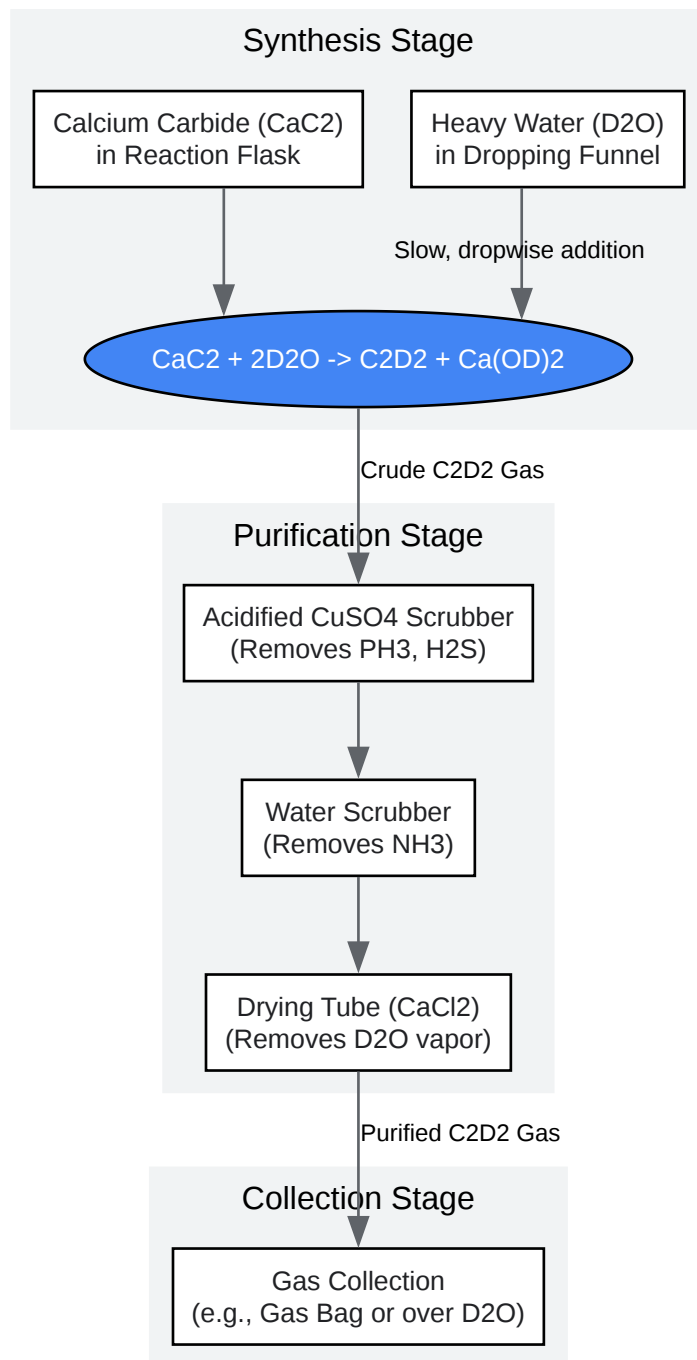 Synthesis Stage
Calcium Carbide (CaC2)
in Reaction Flask
Heavy Water (D2O)
in Dropping Funnel
Slow, dropwise addition
CaC2 + 2D2O -> C2D2 + Ca(OD)2
Crude C2D2 Gas
Purification Stage
Acidified CuSO4 Scrubber
(Removes PH3, H2S)
Water Scrubber
(Removes NH3)
Drying Tube (CaCl2)
(Removes D2O vapor)
Purified C2D2 Gas
Collection Stage
Gas Collection
(e.g., Gas Bag or over D2O)